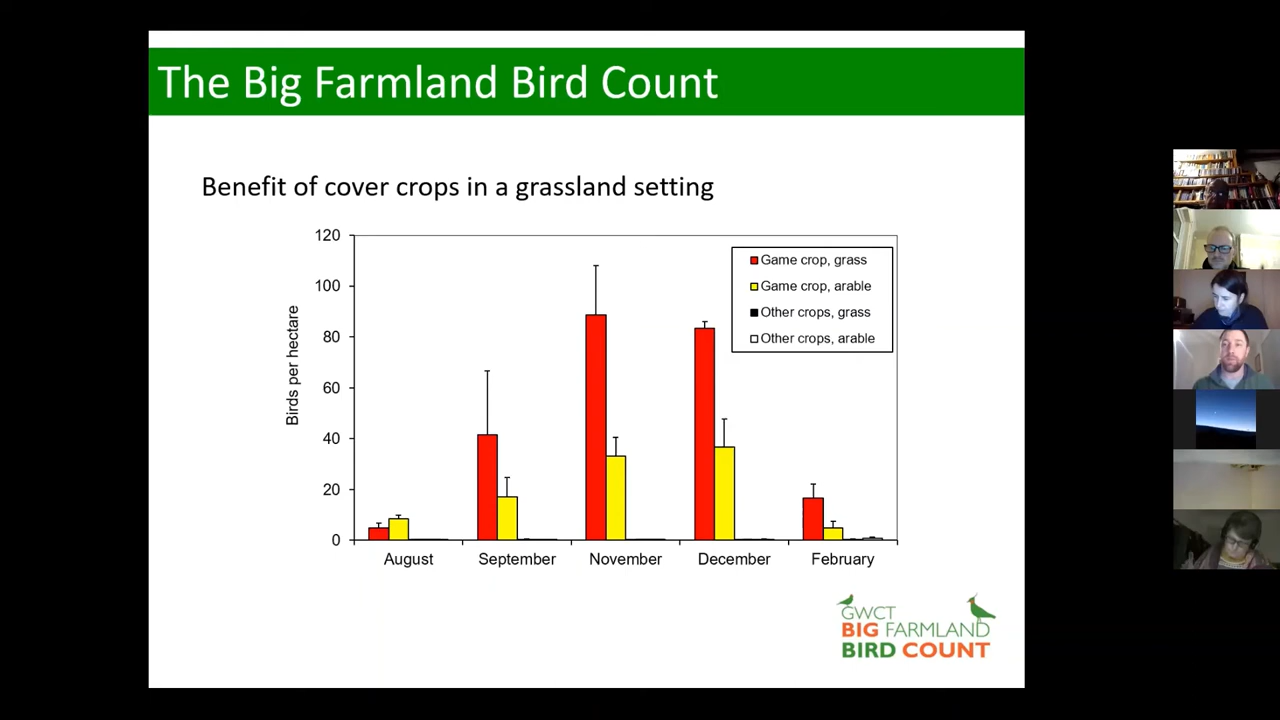 The Big Farmland Bird Count
Benefit of cover crops in a grassland setting
Birds per hectare
120
100
80
60
40
20
0
Game crop, grass
Game crop, arable
Other crops, grass
Other crops, arable
August September November December February
GWCT
BIG FARMLAND
BIRD COUNT